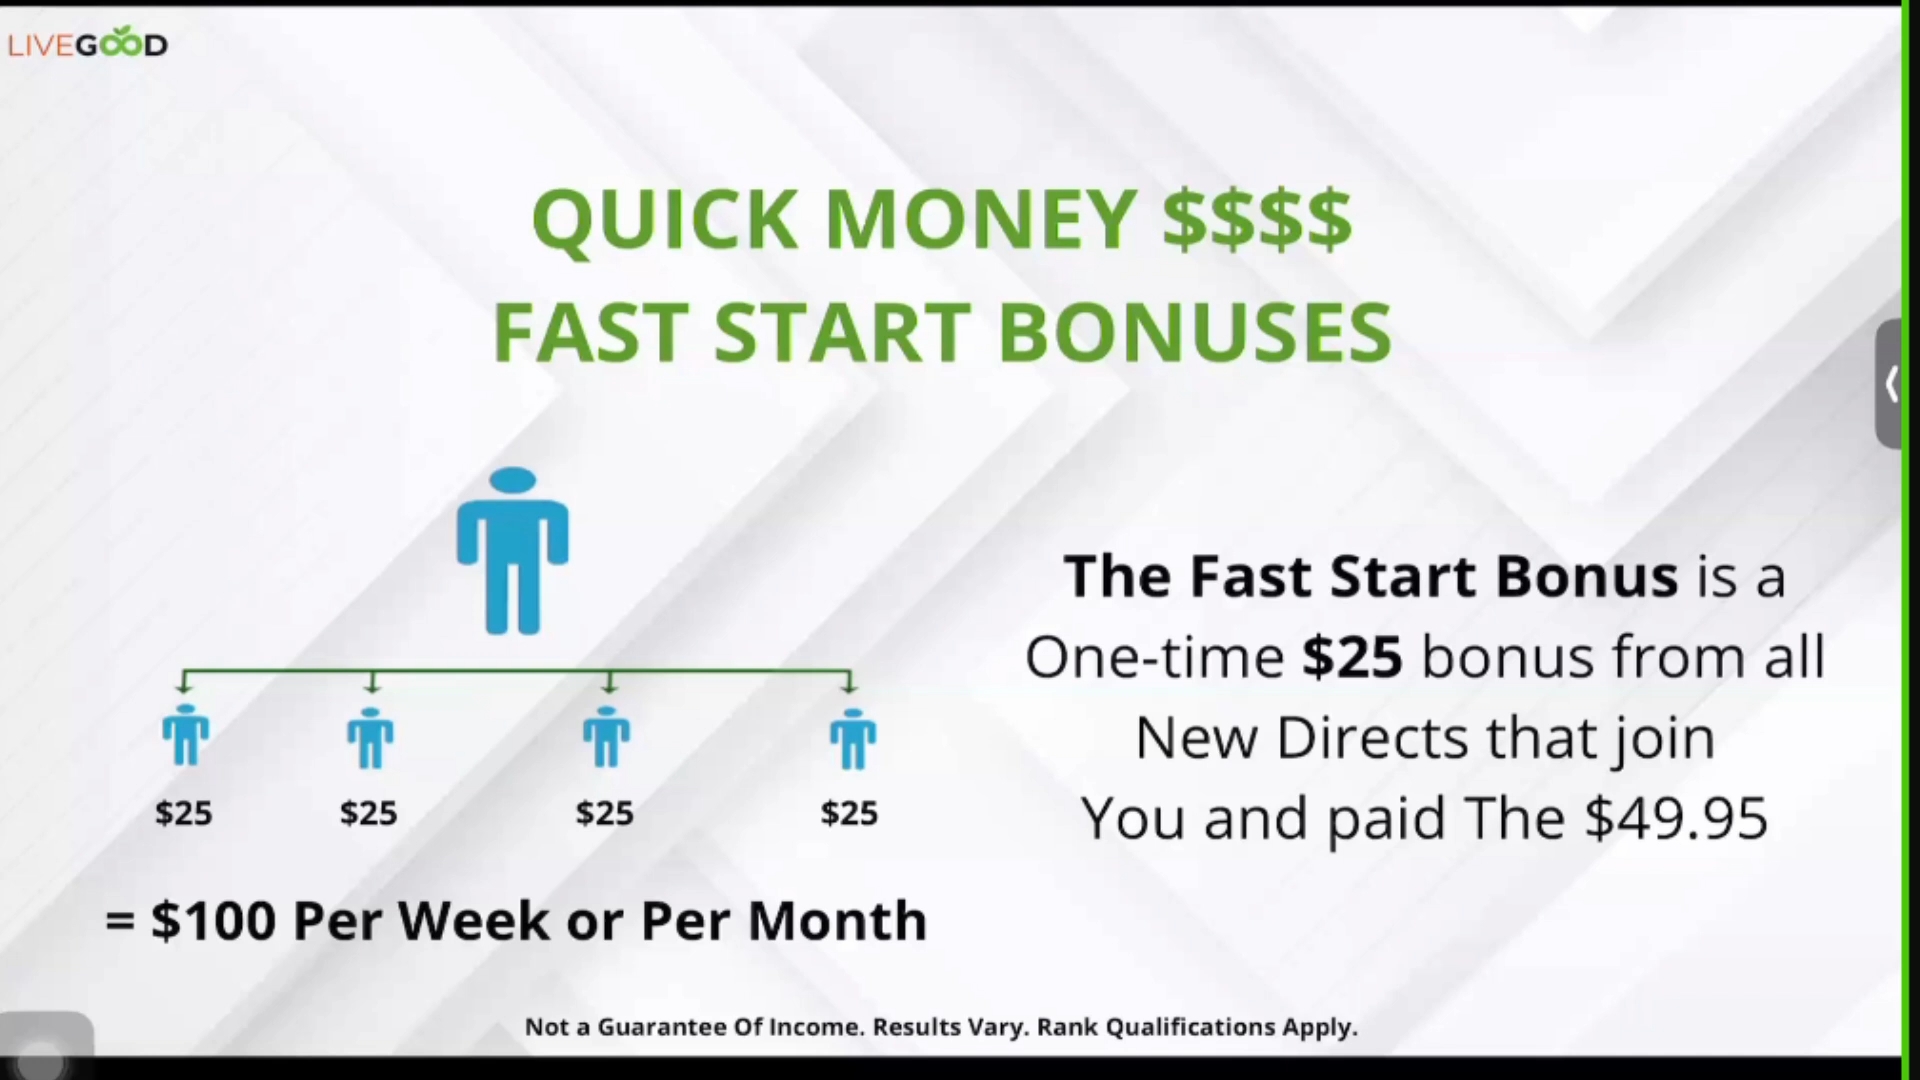 LIVEGOOD
QUICK MONEY $$$$
FAST START BONUSES
$25 $25 $25 $25
= $100 Per Week or Per Month
The Fast Start Bonus is a
One-time $25 bonus from all
New Directs that join
You and paid The $49.95
Not a Guarantee Of Income. Results Vary. Rank Qualifications Apply.